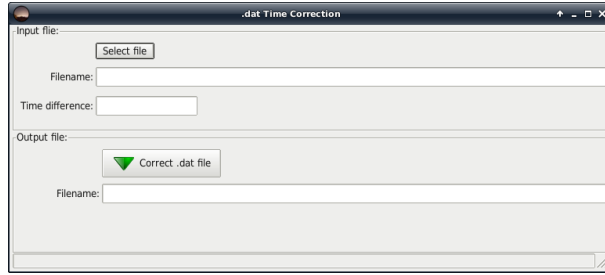 .dat Time Correction
Input flie:
Select file
Filename:
Time difference:
Output file:
Correct .dat file
Filename: